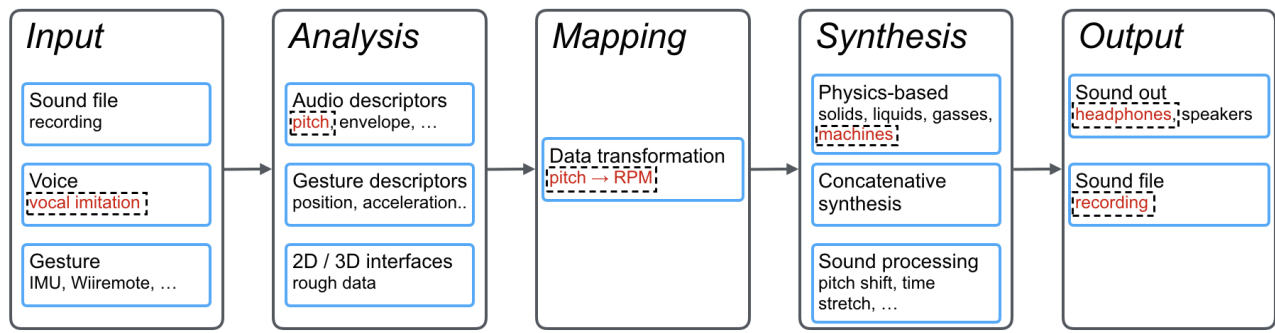 Input
Sound file
recording
Voice
vocal imitation
Gesture
IMU, Wiiremote, …
Analysis
Audio descriptors
pitch, envelope, …
Gesture descriptors
position, acceleration..
2D / 3D interfaces
rough data
Mapping
Data transformation
pitch → RPM
Synthesis
Physics-based
solids, liquids, gasses,
machines
Concatenative
synthesis
Sound processing
pitch shift, time
stretch, …
Output
Sound out
headphones, speakers
Sound file
recording